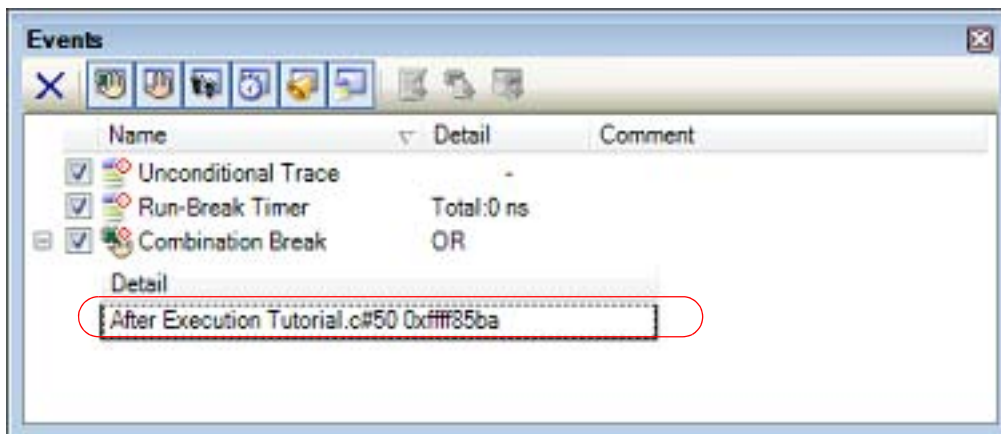 Events
Name Detail Comment
Unconditional Trace -
Run-Break Timer Total:0 ns
Combination Break OR
Detail
After Execution Tutorial.c#50 0xffff85ba